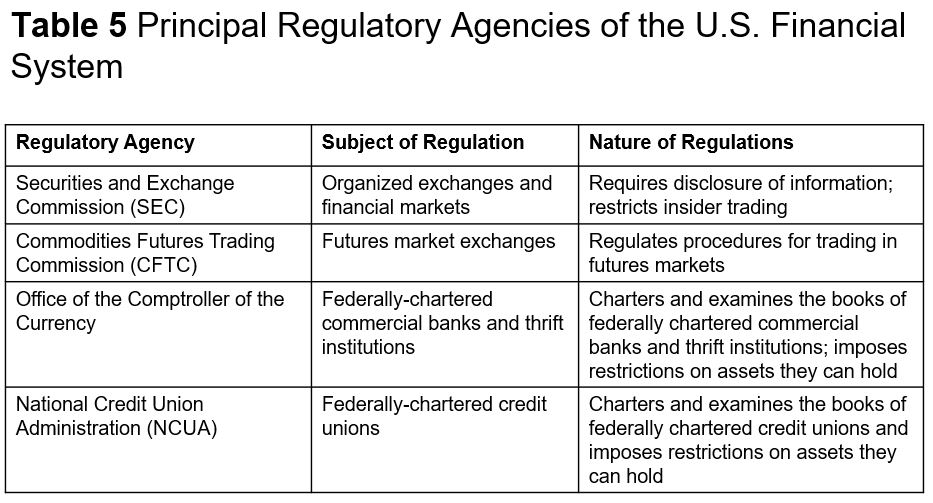 Table 5 Principal Regulatory Agencies of the U.S. Financial
System
Regulatory Agency
Subject of Regulation
Nature of Regulations
Securities and Exchange
Commission (SEC)
Organized exchanges and
financial markets
Requires disclosure of information;
restricts insider trading
Commodities Futures Trading
Commission (CFTC)
Futures market exchanges
Regulates procedures for trading in
futures markets
Office of the Comptroller of the
Currency
Federally-chartered
commercial banks and thrift
institutions
Charters and examines the books of
federally chartered commercial
banks and thrift institutions; imposes
restrictions on assets they can hold
National Credit Union
Administration (NCUA)
Federally-chartered credit
unions
Charters and examines the books of
federally chartered credit unions and
imposes restrictions on assets they
can hold